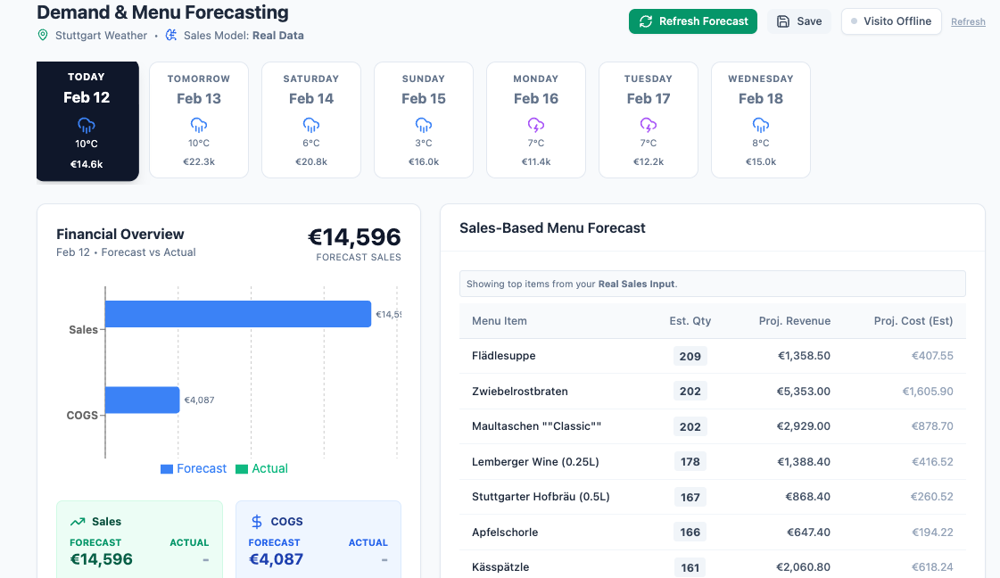 Demand & Menu Forecasting
Stuttgart Weather • Sales Model: Real Data
Refresh Forecast
Save
Visito Offline
Refresh
TODAY
Feb 12
10°C
€14.6k
TOMORROW
Feb 13
10°C
€22.3k
SATURDAY
Feb 14
6°C
€20.8k
SUNDAY
Feb 15
3°C
€16.0k
MONDAY
Feb 16
7°C
€11.4k
TUESDAY
Feb 17
7°C
€12.2k
WEDNESDAY
Feb 18
8°C
€15.0k
Financial Overview
Feb 12 • Forecast vs Actual
€14,596
FORECAST SALES
Sales
COGS €4,087
Forecast Actual
Sales
FORECAST ACTUAL
€14,596 -
$ COGS
FORECAST ACTUAL
€4,087 -
Sales-Based Menu Forecast
Showing top items from your Real Sales Input.
Menu Item Est. Qty Proj. Revenue Proj. Cost (Est)
Flädlesuppe 209 €1,358.50 €407.55
Zwiebelrostbraten 202 €5,353.00 €1,605.90
Maultaschen ""Classic"" 202 €2,929.00 €878.70
Lemberger Wine (0.25L) 178 €1,388.40 €416.52
Stuttgarter Hofbräu (0.5L) 167 €868.40 €260.52
Apfelschorle 166 €647.40 €194.22
Kässpätzle 161 €2,060.80 €618.24